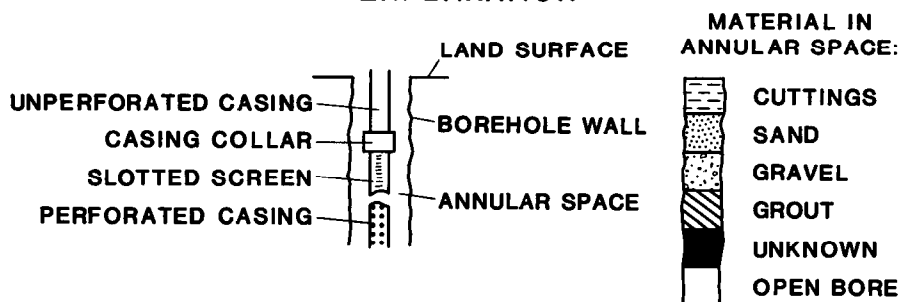 LAND SURFACE
UNPERFORATED CASING
CASING COLLAR
BOREHOLE WALL
SLOTTED SCREEN
ANNULAR SPACE
PERFORATED CASING
MATERIAL IN
ANNULAR SPACE:
CUTTINGS
SAND
GRAVEL
GROUT
UNKNOWN
OPEN BORE